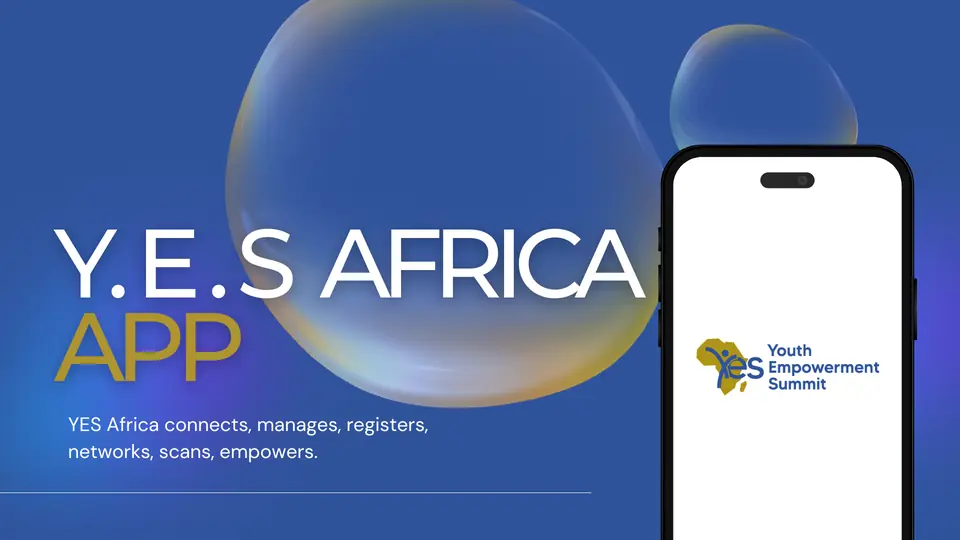 Y.E.S AFRICA
APP
YES Africa connects, manages, registers,
networks, scans, empowers.
Yes
Youth
Empowerment
Summit